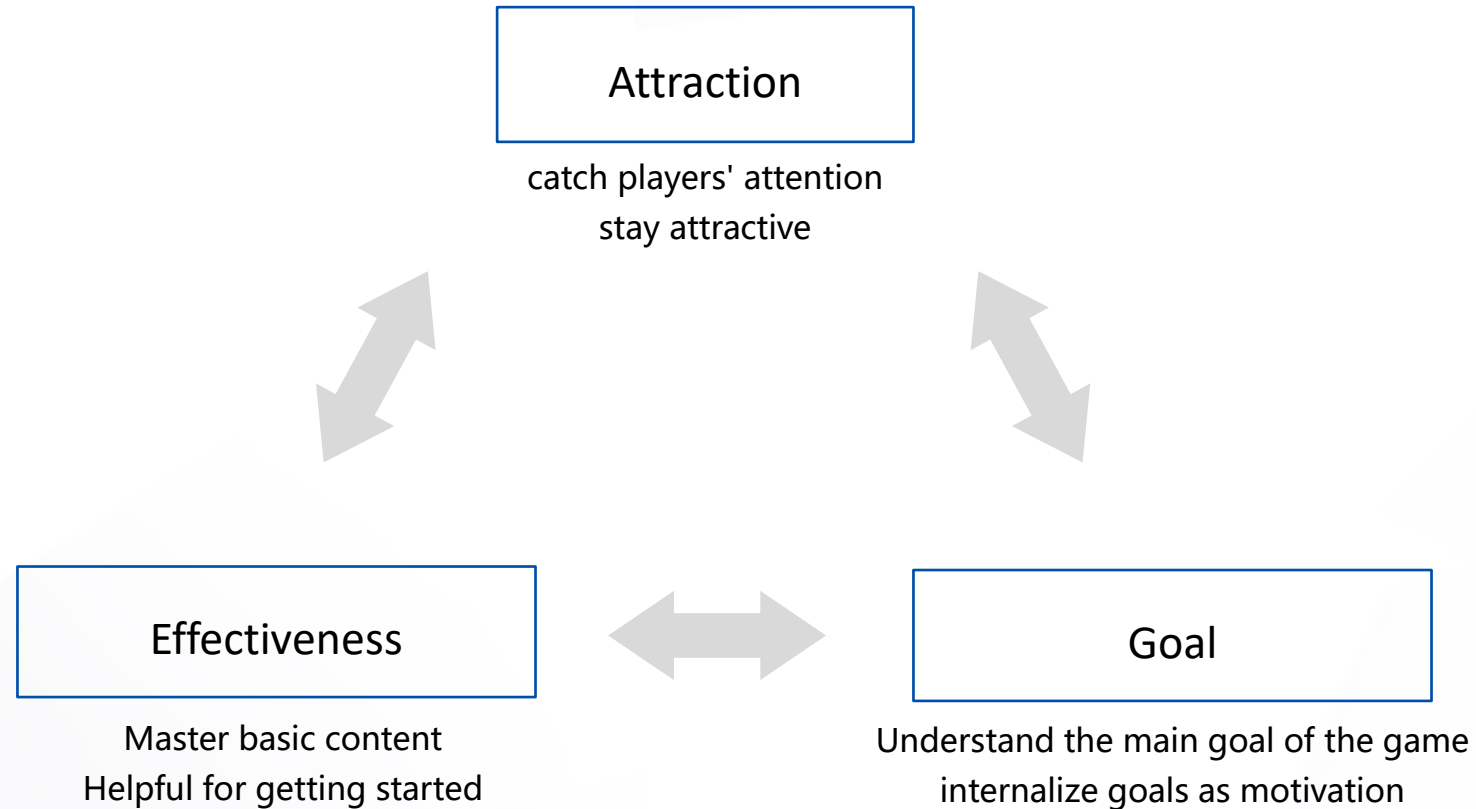 Attraction
catch players' attention
stay attractive
Effectiveness
Master basic content
Helpful for getting started
Goal
Understand the main goal of the game
internalize goals as motivation